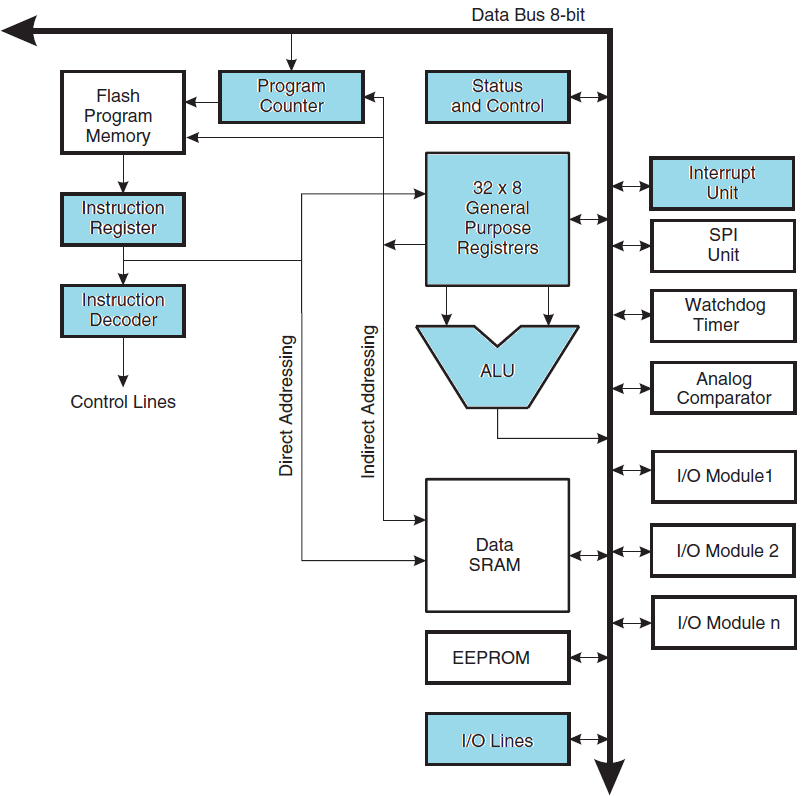 Data Bus 8-bit
Flash
Program
Memory
Program
Counter
Status
and Control
32 x 8
General
Purpose
Registrers
Interrupt
Unit
Instruction
Register
SPI
Unit
Instruction
Decoder
Watchdog
Timer
ALU
Analog
Comparator
Control Lines
Direct Addressing
Indirect Addressing
I/O Module1
Data
SRAM
I/O Module 2
I/O Module n
EEPROM
I/O Lines